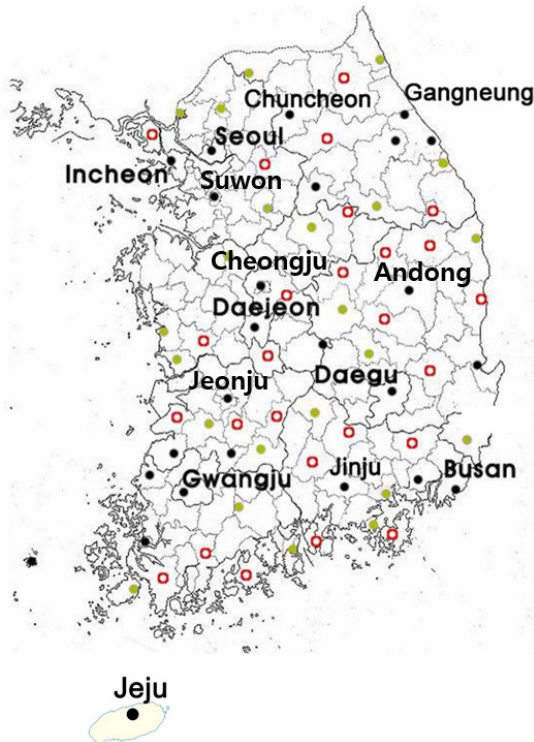 Chuncheon
Gangneung
Seoul
Incheon
Suwon
Cheongju
Andong
Daejeon
Jeonju
Daegu
Gwangju
Jinju
Busan
Jeju